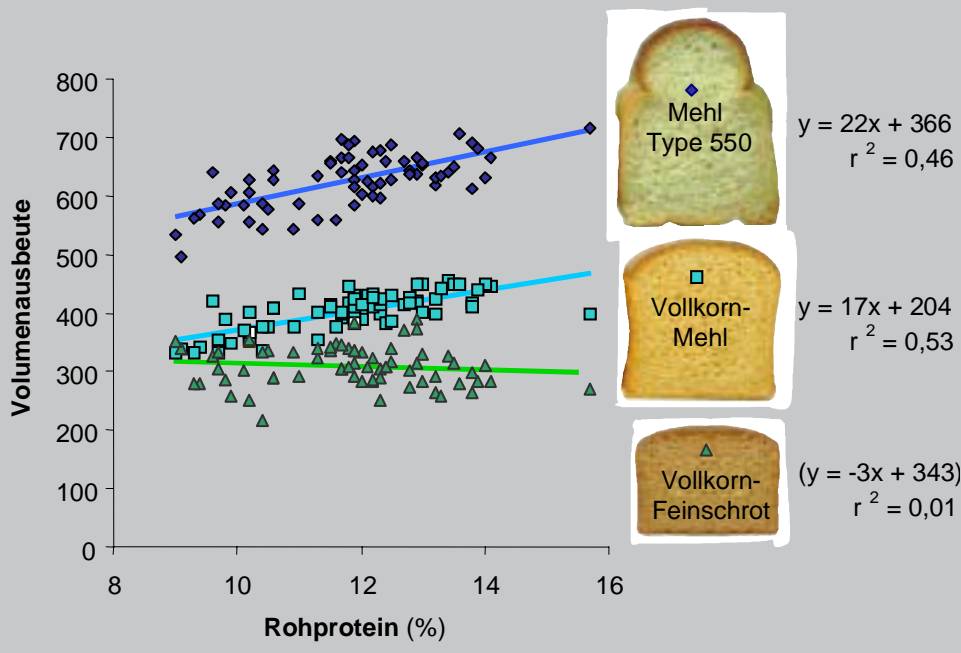 800
700
600
500
400
300
200
100
0
Volumenausbeute
8
10
12
14
16
Rohprotein (%)
Mehl
Type 550
y = 22x + 366
r ² = 0,46
Vollkorn-
Mehl
y = 17x + 204
r ² = 0,53
Vollkorn-
Feinschrot
(y = -3x + 343)
r ² = 0,01